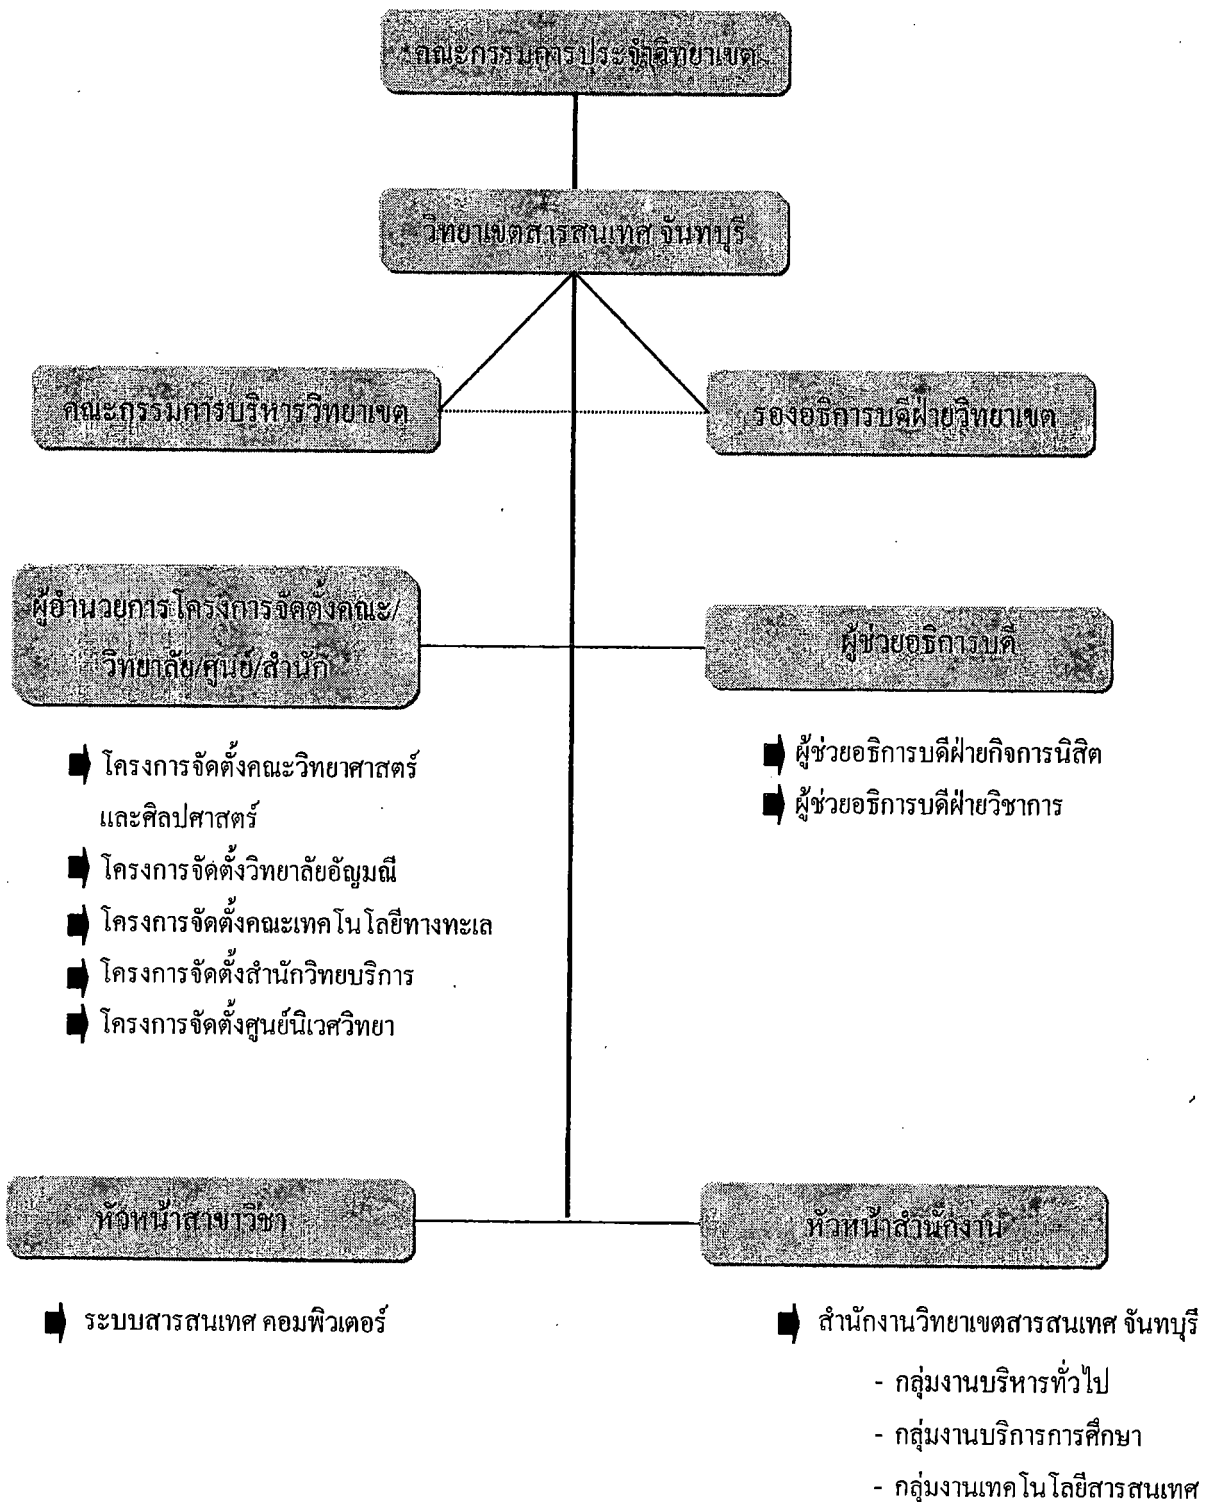 คณะกรรมการประจำวิทยาเขต
วิทยาเขตสารสนเทศ จันทบุรี
คณะกรรมการบริหารวิทยาเขต
รองอธิการบดีฝ่ายวิทยาเขต
ผู้อำนวยการโครงการจัดตั้งคณะ/
วิทยาลัย/ศูนย์/สำนัก
ผู้ช่วยอธิการบดี
โครงการจัดตั้งคณะวิทยาศาสตร์
และศิลปศาสตร์
โครงการจัดตั้งวิทยาลัยอัญมณี
โครงการจัดตั้งคณะเทคโนโลยีทางทะเล
โครงการจัดตั้งสำนักวิทยบริการ
โครงการจัดตั้งศูนย์นิเวศวิทยา
ผู้ช่วยอธิการบดีฝ่ายกิจการนิสิต
ผู้ช่วยอธิการบดีฝ่ายวิชาการ
หัวหน้าสาขาวิชา
หัวหน้าสำนักงาน
ระบบสารสนเทศ คอมพิวเตอร์
สำนักงานวิทยาเขตสารสนเทศ จันทบุรี
- กลุ่มงานบริหารทั่วไป
- กลุ่มงานบริการการศึกษา
- กลุ่มงานเทคโนโลยีสารสนเทศ